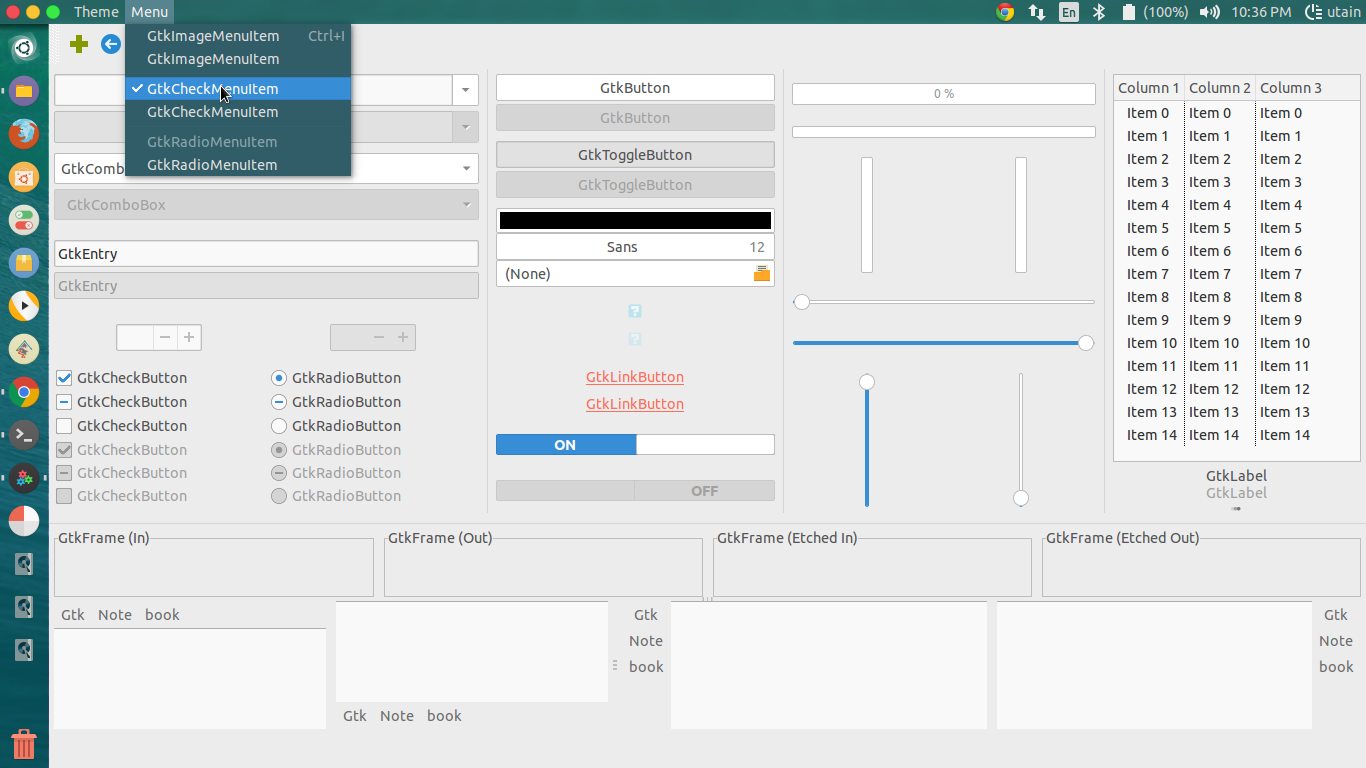 Theme Menu En (100%) 10:36 PM utain
GtkImageMenuItem Ctrl+I
GtkImageMenuItem
GtkCheckMenuItem
GtkCheckMenuItem
GtkRadioMenuItem
GtkRadioMenuItem
GtkComb
GtkComboBox
GtkEntry
GtkEntry
GtkCheckButton GtkRadioButton
GtkCheckButton GtkRadioButton
GtkCheckButton GtkRadioButton
GtkCheckButton GtkRadioButton
GtkCheckButton GtkRadioButton
GtkCheckButton GtkRadioButton
GtkButton
GtkButton
GtkToggleButton
GtkToggleButton
Sans 12
(None)
GtkLinkButton
GtkLinkButton
ON
OFF
0 %
Column 1 Column 2 Column 3
Item 0 Item 0 Item 0
Item 1 Item 1 Item 1
Item 2 Item 2 Item 2
Item 3 Item 3 Item 3
Item 4 Item 4 Item 4
Item 5 Item 5 Item 5
Item 6 Item 6 Item 6
Item 7 Item 7 Item 7
Item 8 Item 8 Item 8
Item 9 Item 9 Item 9
Item 10 Item 10 Item 10
Item 11 Item 11 Item 11
Item 12 Item 12 Item 12
Item 13 Item 13 Item 13
Item 14 Item 14 Item 14
GtkLabel
GtkLabel
GtkFrame (In) GtkFrame (Out) GtkFrame (Etched In) GtkFrame (Etched Out)
Gtk Note book
Gtk Note book
Gtk
Note
book
Gtk
Note
book